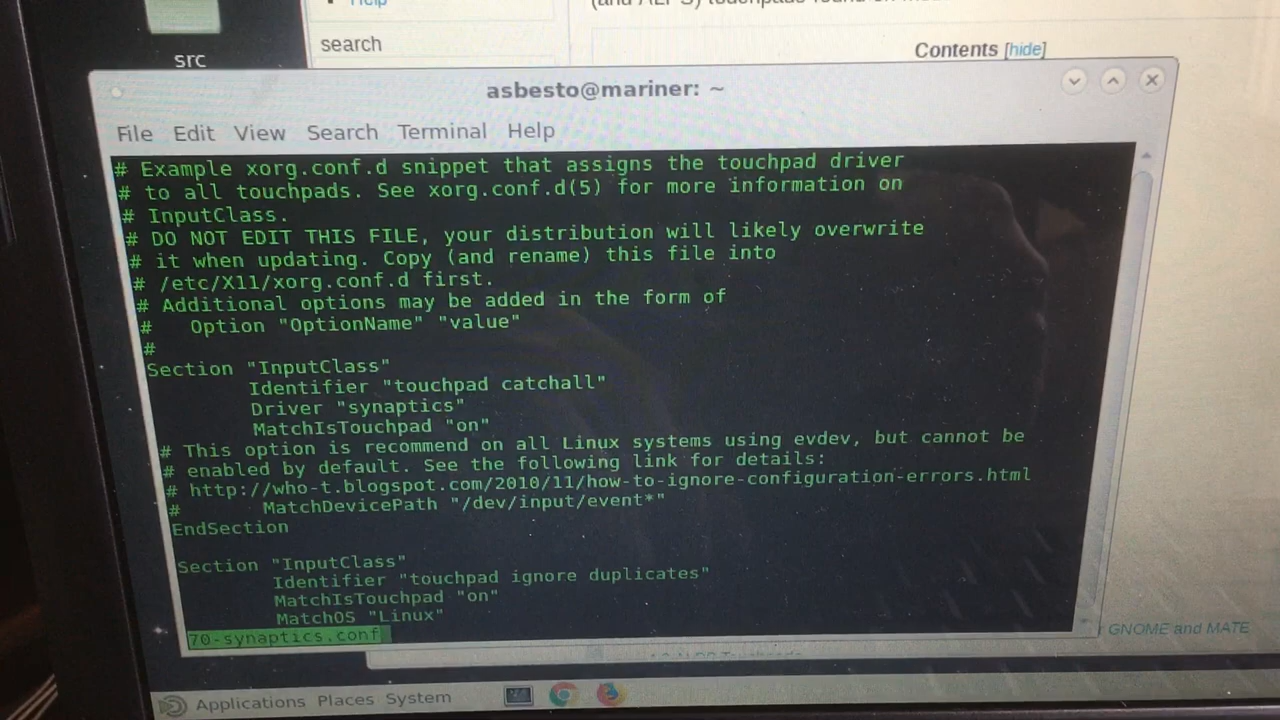 Help
search
Contents [hide]
src
asbesto@mariner: ~
File Edit View Search Terminal Help
# Example xorg.conf.d snippet that assigns the touchpad driver
# to all touchpads. See xorg.conf.d(5) for more information on
# InputClass.
# DO NOT EDIT THIS FILE, your distribution will likely overwrite
# it when updating. Copy (and rename) this file into
# /etc/X11/xorg.conf.d first.
# Additional options may be added in the form of
#   Option "OptionName" "value"
#
Section "InputClass"
        Identifier "touchpad catchall"
        Driver "synaptics"
        MatchIsTouchpad "on"
# This option is recommend on all Linux systems using evdev, but cannot be
# enabled by default. See the following link for details:
# http://who-t.blogspot.com/2010/11/how-to-ignore-configuration-errors.html
#       MatchDevicePath "/dev/input/event*"
EndSection
Section "InputClass"
        Identifier "touchpad ignore duplicates"
        MatchIsTouchpad "on"
        MatchOS "Linux"
70-synaptics.conf
GNOME and MATE
Applications Places System